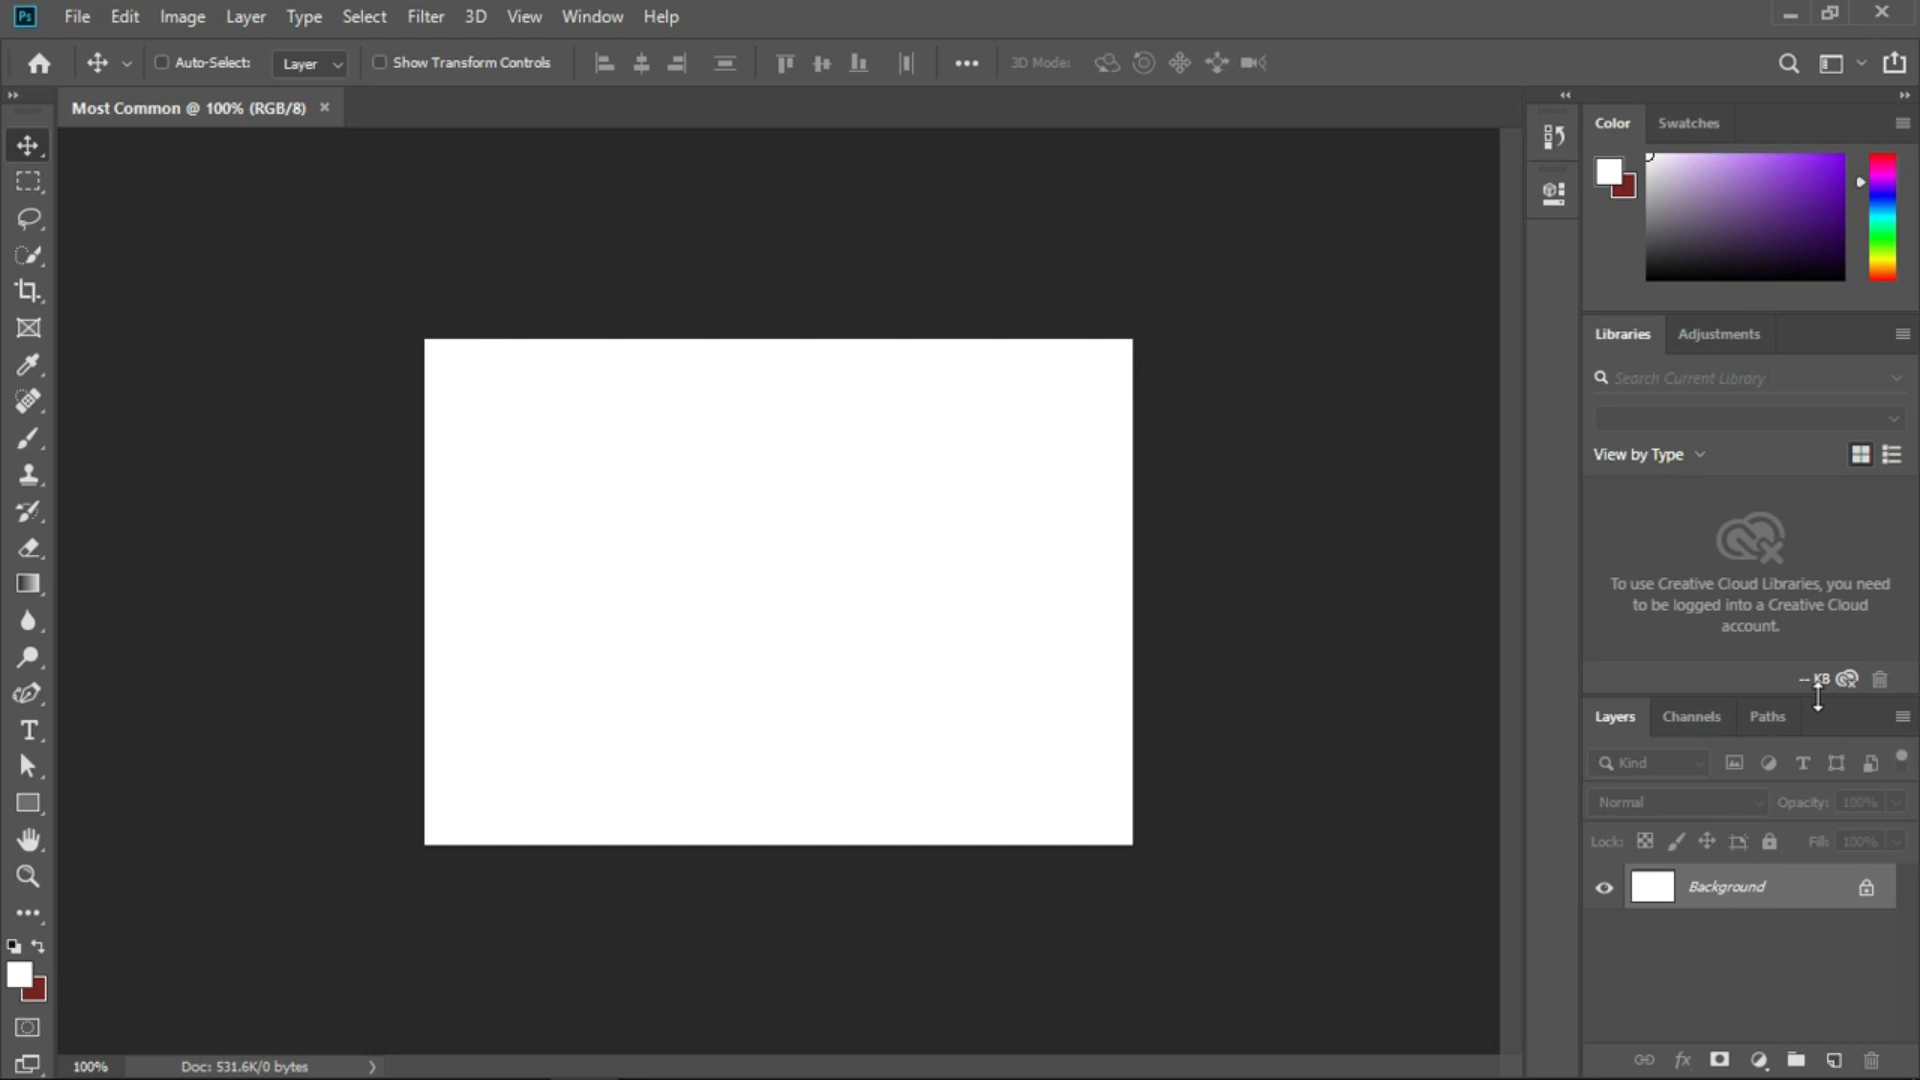 Ps File Edit Image Layer Type Select Filter 3D View Window Help
Auto-Select: Layer Show Transform Controls 3D Mode:
Most Common @ 100% (RGB/8) ×
Color Swatches
Libraries Adjustments
Search Current Library
View by Type
To use Creative Cloud Libraries, you need
to be logged into a Creative Cloud
account.
-- KB
Layers Channels Paths
Kind
Normal Opacity: 100%
Lock: Fill: 100%
Background
100% Doc: 531.6K/0 bytes